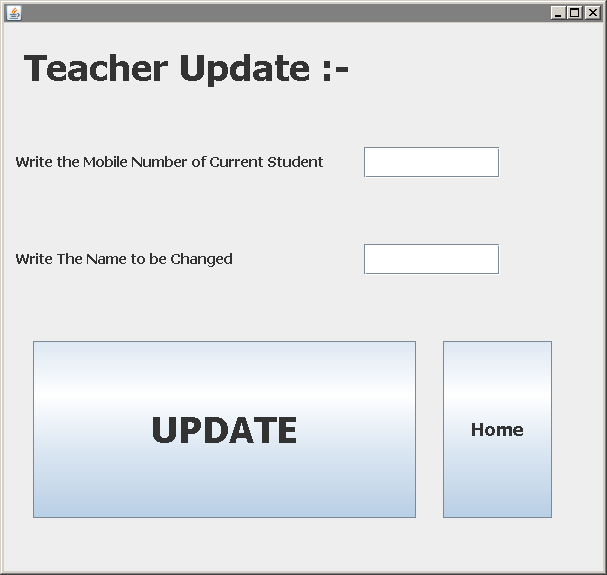 Teacher Update :-
Write the Mobile Number of Current Student
Write The Name to be Changed
UPDATE
Home